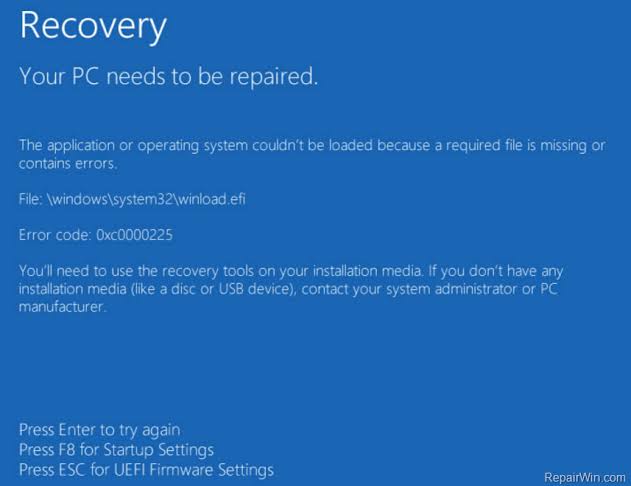 Recovery
Your PC needs to be repaired.
The application or operating system couldn't be loaded because a required file is missing or
contains errors.
File: \windows\system32\winload.efi
Error code: 0xc0000225
You'll need to use the recovery tools on your installation media. If you don't have any
installation media (like a disc or USB device), contact your system administrator or PC
manufacturer.
Press Enter to try again
Press F8 for Startup Settings
Press ESC for UEFI Firmware Settings
RepairWin.com